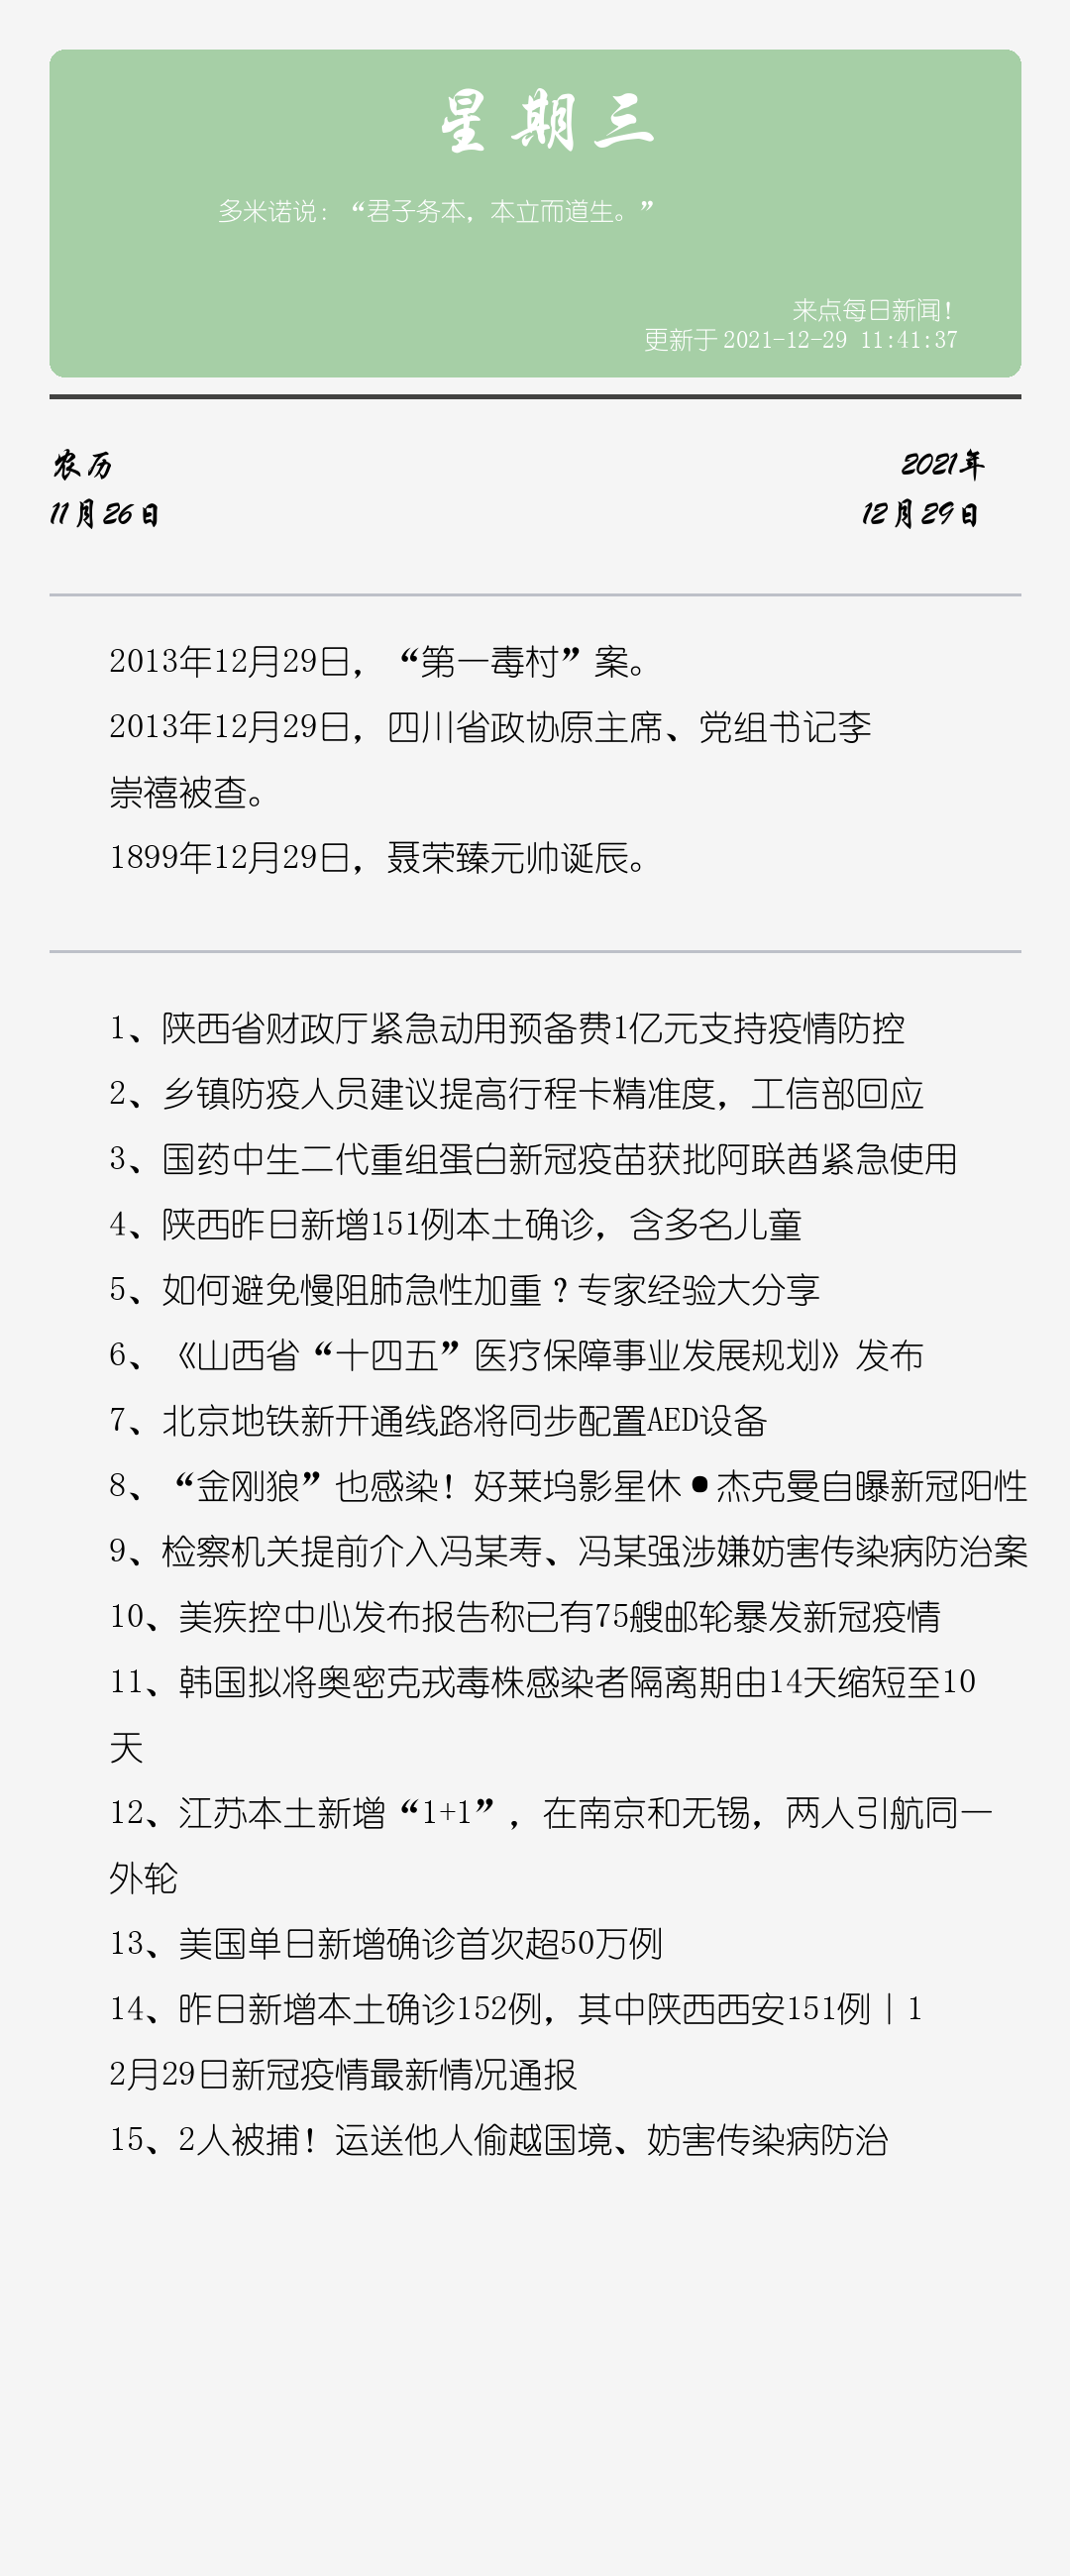 星期三
多米诺说：“君子务本，本立而道生。”
来点每日新闻！
更新于 2021-12-29 11:41:37
农历
2021年
11月26日
12月29日
2013年12月29日，“第一毒村”案。
2013年12月29日，四川省政协原主席、党组书记李
崇禧被查。
1899年12月29日，聂荣臻元帅诞辰。
1、陕西省财政厅紧急动用预备费1亿元支持疫情防控
2、乡镇防疫人员建议提高行程卡精准度，工信部回应
3、国药中生二代重组蛋白新冠疫苗获批阿联酋紧急使用
4、陕西昨日新增151例本土确诊，含多名儿童
5、如何避免慢阻肺急性加重？专家经验大分享
6、《山西省“十四五”医疗保障事业发展规划》发布
7、北京地铁新开通线路将同步配置AED设备
8、“金刚狼”也感染！好莱坞影星休•杰克曼自曝新冠阳性
9、检察机关提前介入冯某寿、冯某强涉嫌妨害传染病防治案
10、美疾控中心发布报告称已有75艘邮轮暴发新冠疫情
11、韩国拟将奥密克戎毒株感染者隔离期由14天缩短至10
天
12、江苏本土新增“1+1”，在南京和无锡，两人引航同一
外轮
13、美国单日新增确诊首次超50万例
14、昨日新增本土确诊152例，其中陕西西安151例｜1
2月29日新冠疫情最新情况通报
15、2人被捕！运送他人偷越国境、妨害传染病防治